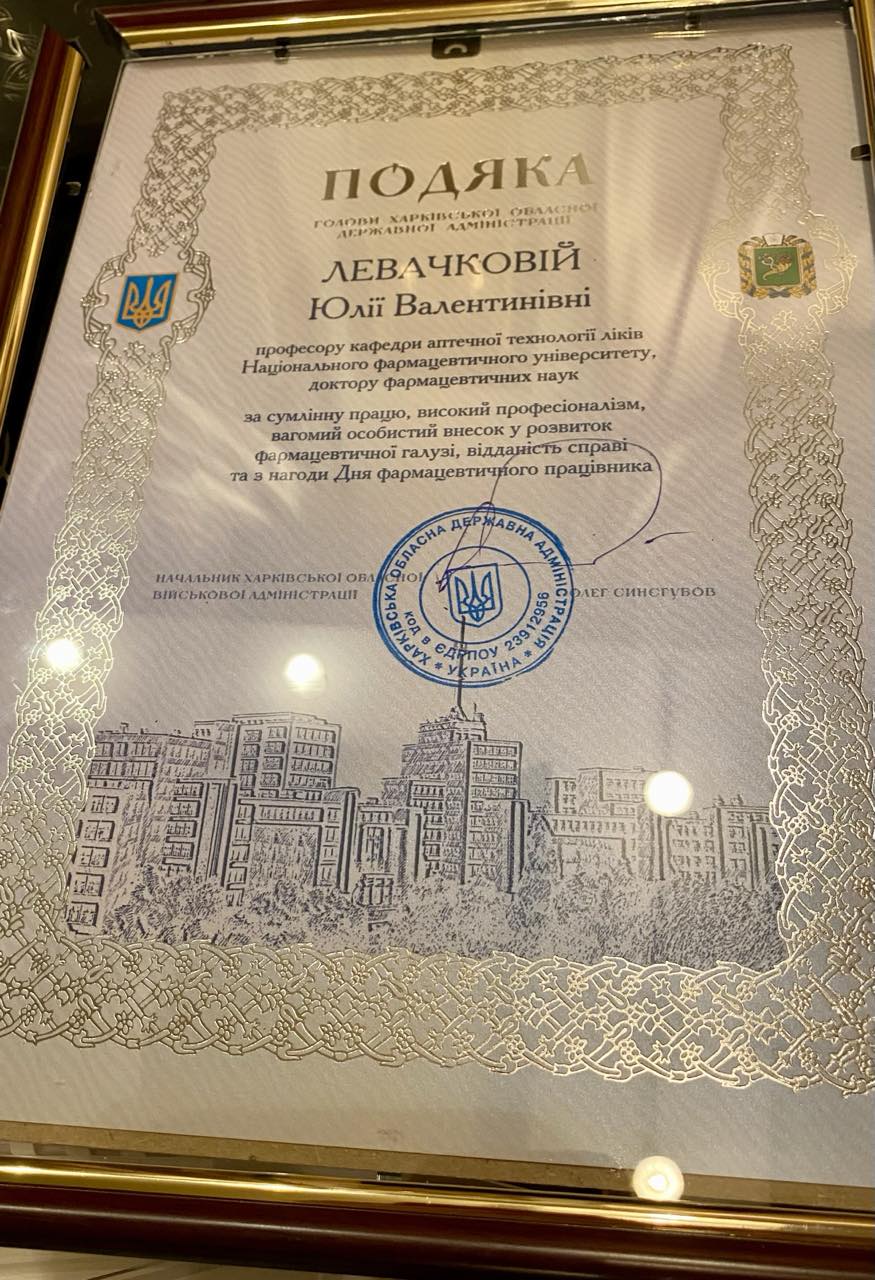 ПОДЯКА
ГОЛОВИ ХАРКІВСЬКОЇ ОБЛАСНОЇ
ДЕРЖАВНОЇ АДМІНІСТРАЦІЇ
ЛЕВАЧКОВІЙ
Юлії Валентинівні
професору кафедри аптечної технології ліків
Національного фармацевтичного університету,
доктору фармацевтичних наук
за сумлінну працю, високий професіоналізм,
вагомий особистий внесок у розвиток
фармацевтичної галузі, відданість справі
та з нагоди Дня фармацевтичного працівника
НАЧАЛЬНИК ХАРКІВСЬКОЇ ОБЛАСНОЇ
ВІЙСЬКОВОЇ АДМІНІСТРАЦІЇ
ОЛЕГ СИНЄГУБОВ
ХАРКІВСЬКА ОБЛАСНА ДЕРЖАВНА АДМІНІСТРАЦІЯ
* УКРАЇНА *
код в ЄДРПОУ 23912956